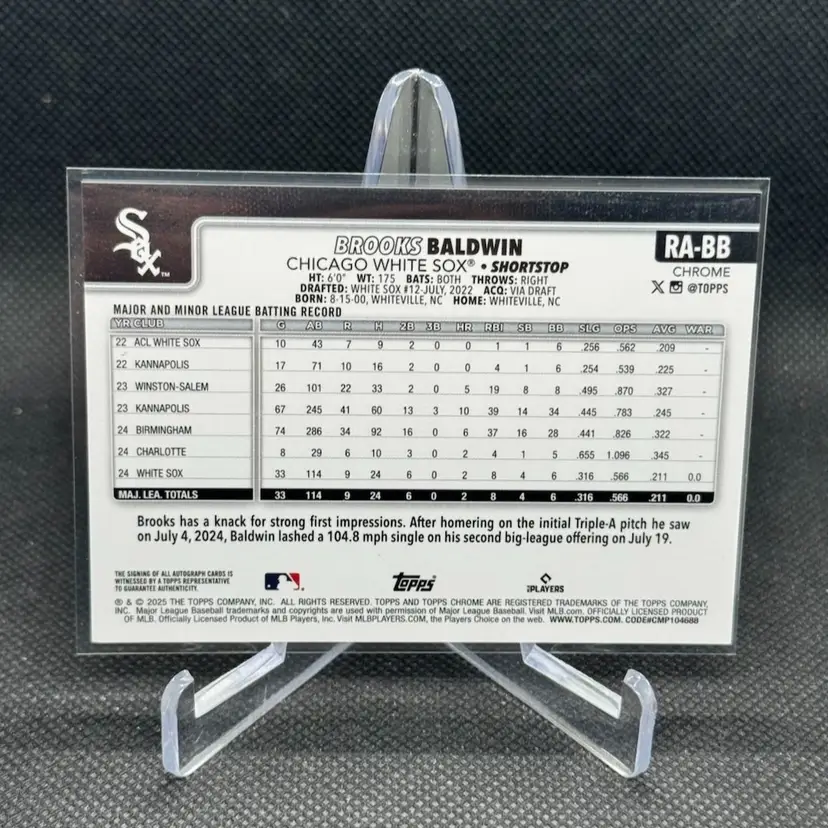 Sox™
BROOKS BALDWIN
RA-BB
CHICAGO WHITE SOX® • SHORTSTOP
CHROME
HT: 6'0" WT: 175 BATS: BOTH THROWS: RIGHT
X @TOPPS
DRAFTED: WHITE SOX #12-JULY, 2022 ACQ: VIA DRAFT
BORN: 8-15-00, WHITEVILLE, NC HOME: WHITEVILLE, NC
MAJOR AND MINOR LEAGUE BATTING RECORD
YR CLUB G AB R H 2B 3B HR RBI SB BB SLG OPS AVG WAR
22 ACL WHITE SOX 10 43 7 9 2 0 0 1 1 6 .256 .562 .209 -
22 KANNAPOLIS 17 71 10 16 2 0 0 4 1 6 .254 .539 .225 -
23 WINSTON-SALEM 26 101 22 33 2 0 5 19 8 8 .495 .870 .327 -
23 KANNAPOLIS 67 245 41 60 13 3 10 39 14 34 .445 .783 .245 -
24 BIRMINGHAM 74 286 34 92 16 0 6 37 16 28 .441 .826 .322 -
24 CHARLOTTE 8 29 6 10 3 0 2 4 1 5 .655 1.096 .345 -
24 WHITE SOX 33 114 9 24 6 0 2 8 4 6 .316 .566 .211 0.0
MAJ. LEA. TOTALS 33 114 9 24 6 0 2 8 4 6 .316 .566 .211 0.0
Brooks has a knack for strong first impressions. After homering on the initial Triple-A pitch he saw
on July 4, 2024, Baldwin lashed a 104.8 mph single on his second big-league offering on July 19.
THE SIGNING OF ALL AUTOGRAPH CARDS IS
WITNESSED BY A TOPPS REPRESENTATIVE
TO GUARANTEE AUTHENTICITY.
Topps®
PLAYERS
® & © 2025 THE TOPPS COMPANY, INC. ALL RIGHTS RESERVED. TOPPS AND TOPPS CHROME ARE REGISTERED TRADEMARKS OF THE TOPPS COMPANY,
INC. Major League Baseball trademarks and copyrights are used with permission of Major League Baseball. Visit MLB.com. OFFICIALLY LICENSED PRODUCT
OF MLB. Officially Licensed Product of MLB Players, Inc. Visit MLBPLAYERS.COM, the Players Choice on the web. WWW.TOPPS.COM. CODE#CMP104688